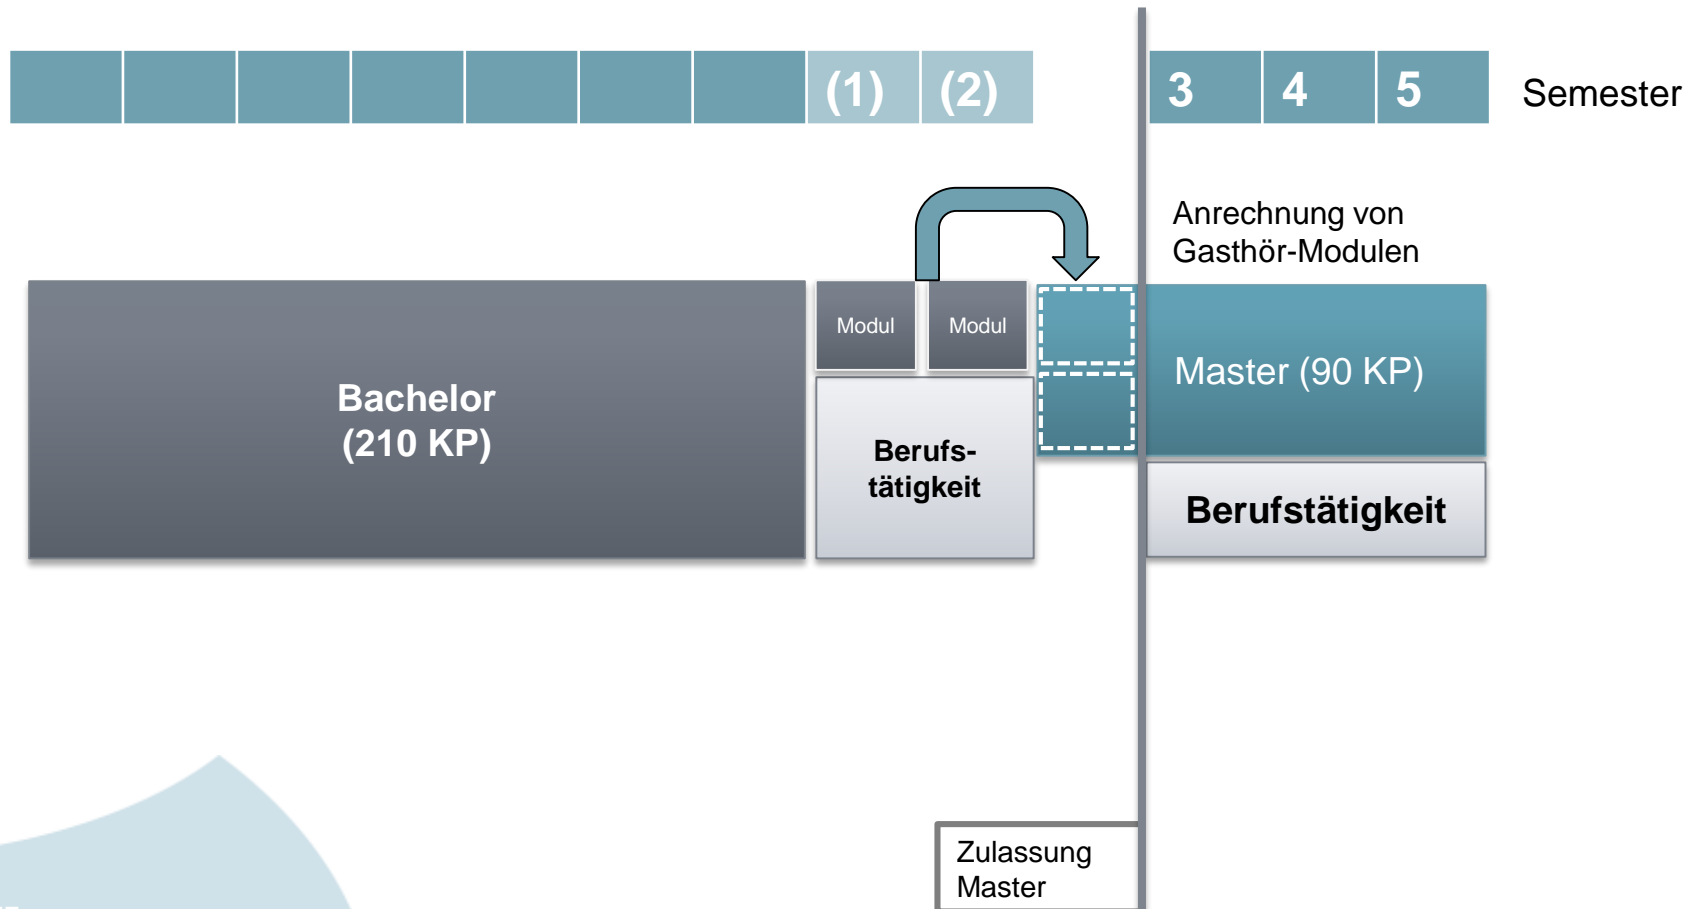 (1) (2) 3 4 5 Semester
Anrechnung von
Gasthör-Modulen
Modul Modul
Master (90 KP)
Bachelor
(210 KP)
Berufs-
tätigkeit
Berufstätigkeit
Zulassung
Master